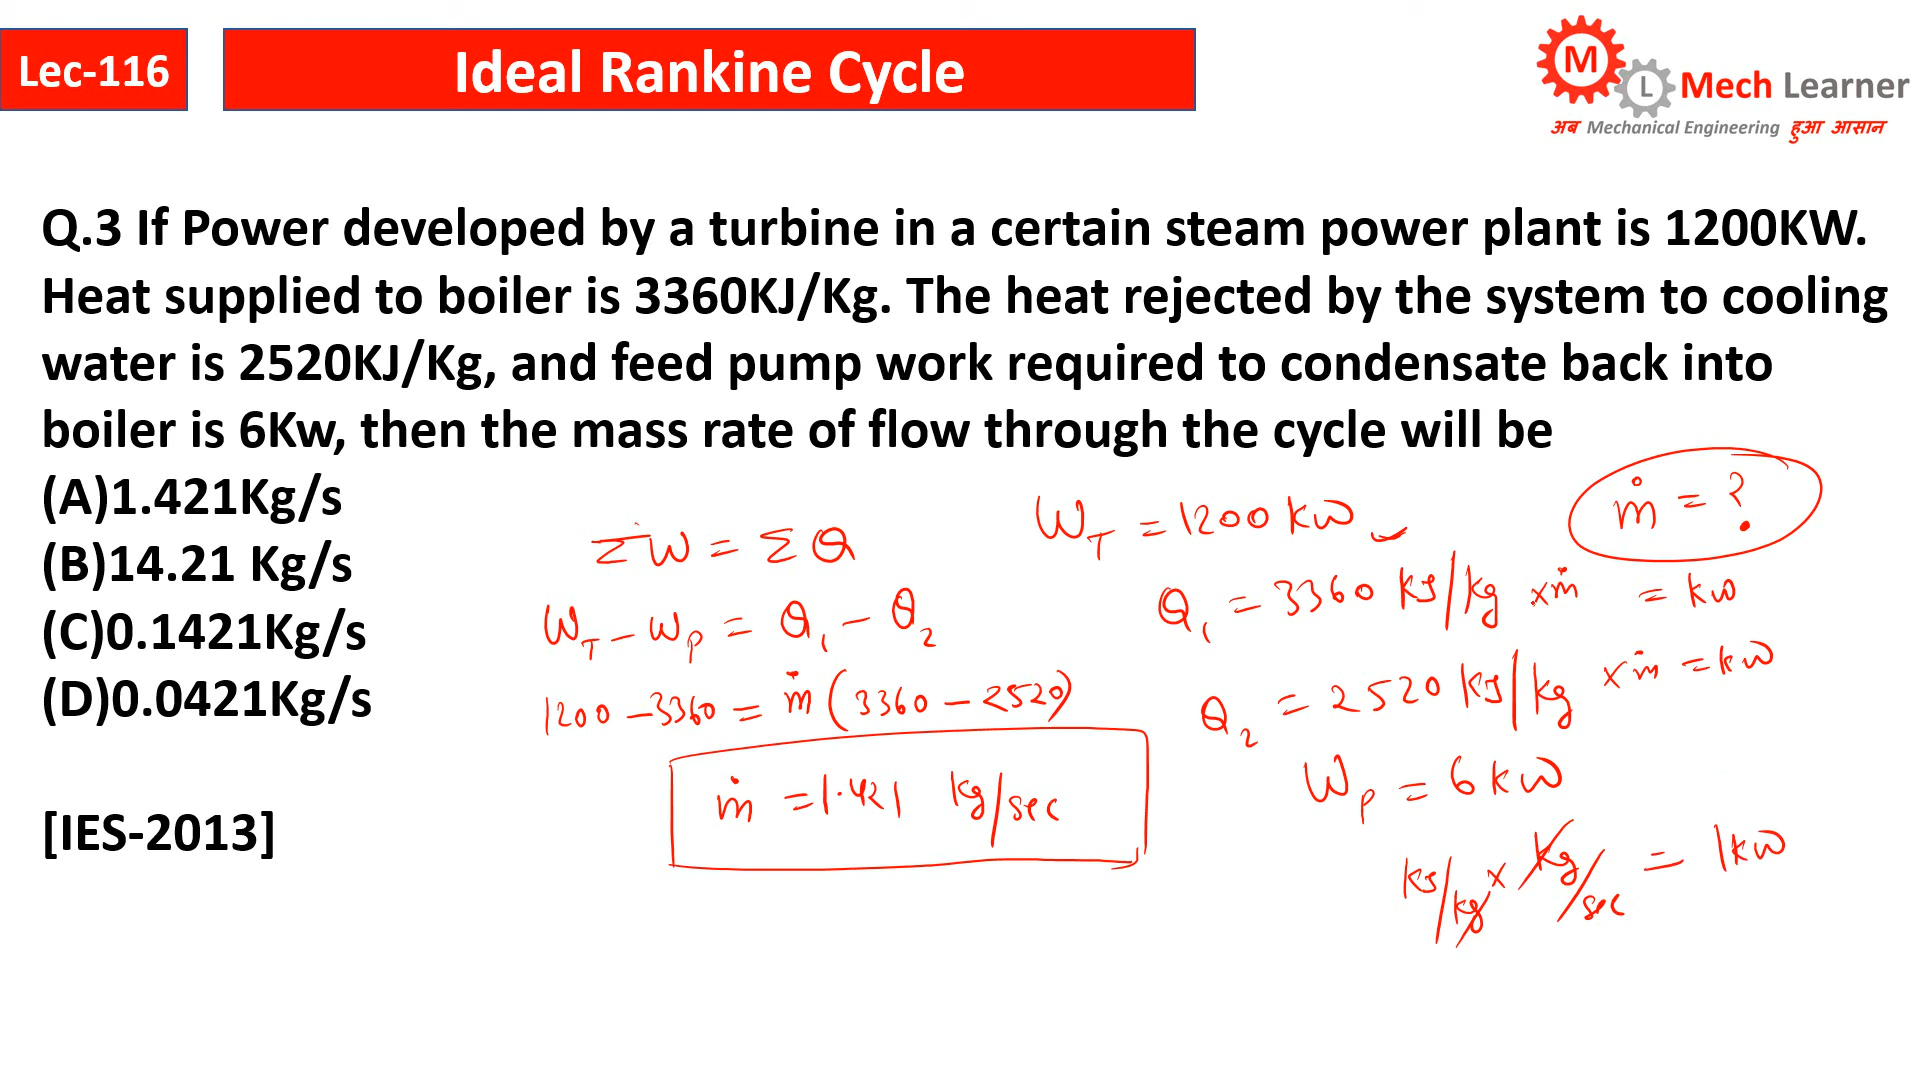 Lec-116
Ideal Rankine Cycle
M
L
Mech Learner
अब Mechanical Engineering हुआ आसान
Q.3 If Power developed by a turbine in a certain steam power plant is 1200KW.
Heat supplied to boiler is 3360KJ/Kg. The heat rejected by the system to cooling
water is 2520KJ/Kg, and feed pump work required to condensate back into
boiler is 6Kw, then the mass rate of flow through the cycle will be
(A)1.421Kg/s
(B)14.21 Kg/s
(C)0.1421Kg/s
(D)0.0421Kg/s
[IES-2013]
ΣW = ΣQ
W_T - W_P = Q_1 - Q_2
1200 - 3360 = ṁ (3360 - 2520)
ṁ = 1.421 kg/sec
ṁ = ?
W_T = 1200 kW
Q_1 = 3360 kJ/kg × ṁ = kW
Q_2 = 2520 kJ/kg × ṁ = kW
W_P = 6 kW
kJ/kg × kg/sec = 1kW